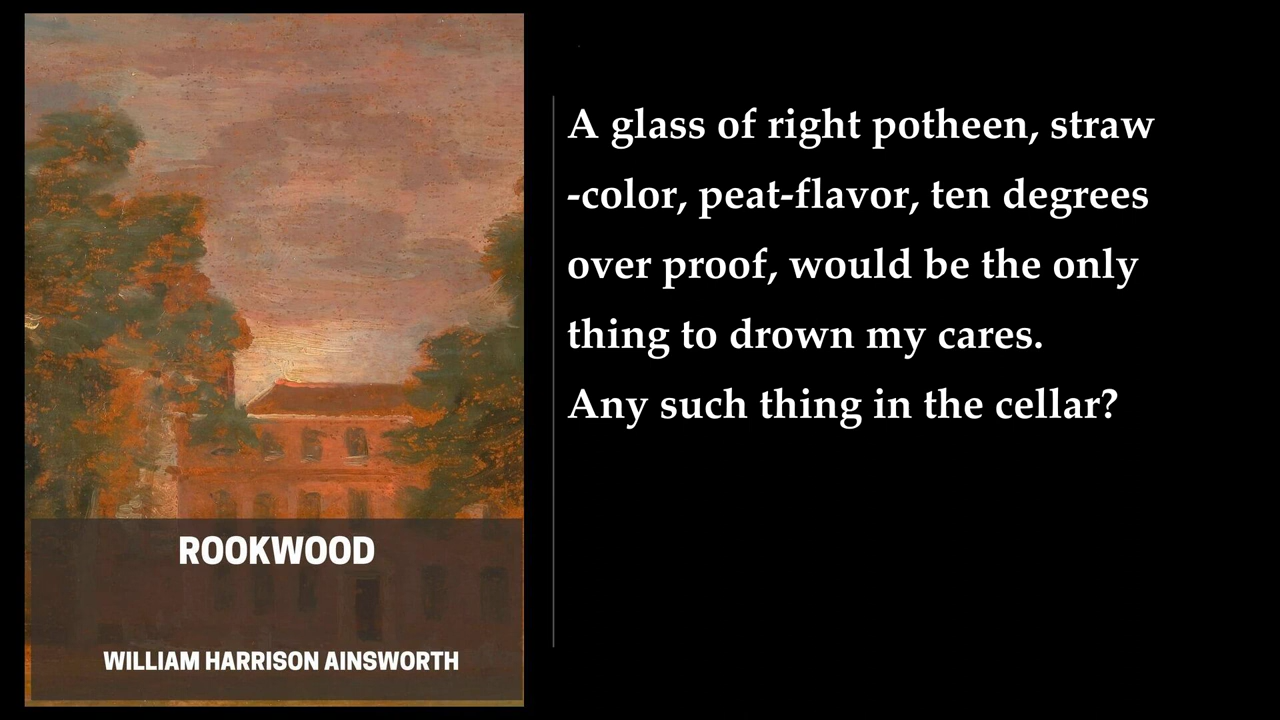 ROOKWOOD
WILLIAM HARRISON AINSWORTH
A glass of right potheen, straw
-color, peat-flavor, ten degrees
over proof, would be the only
thing to drown my cares.
Any such thing in the cellar?